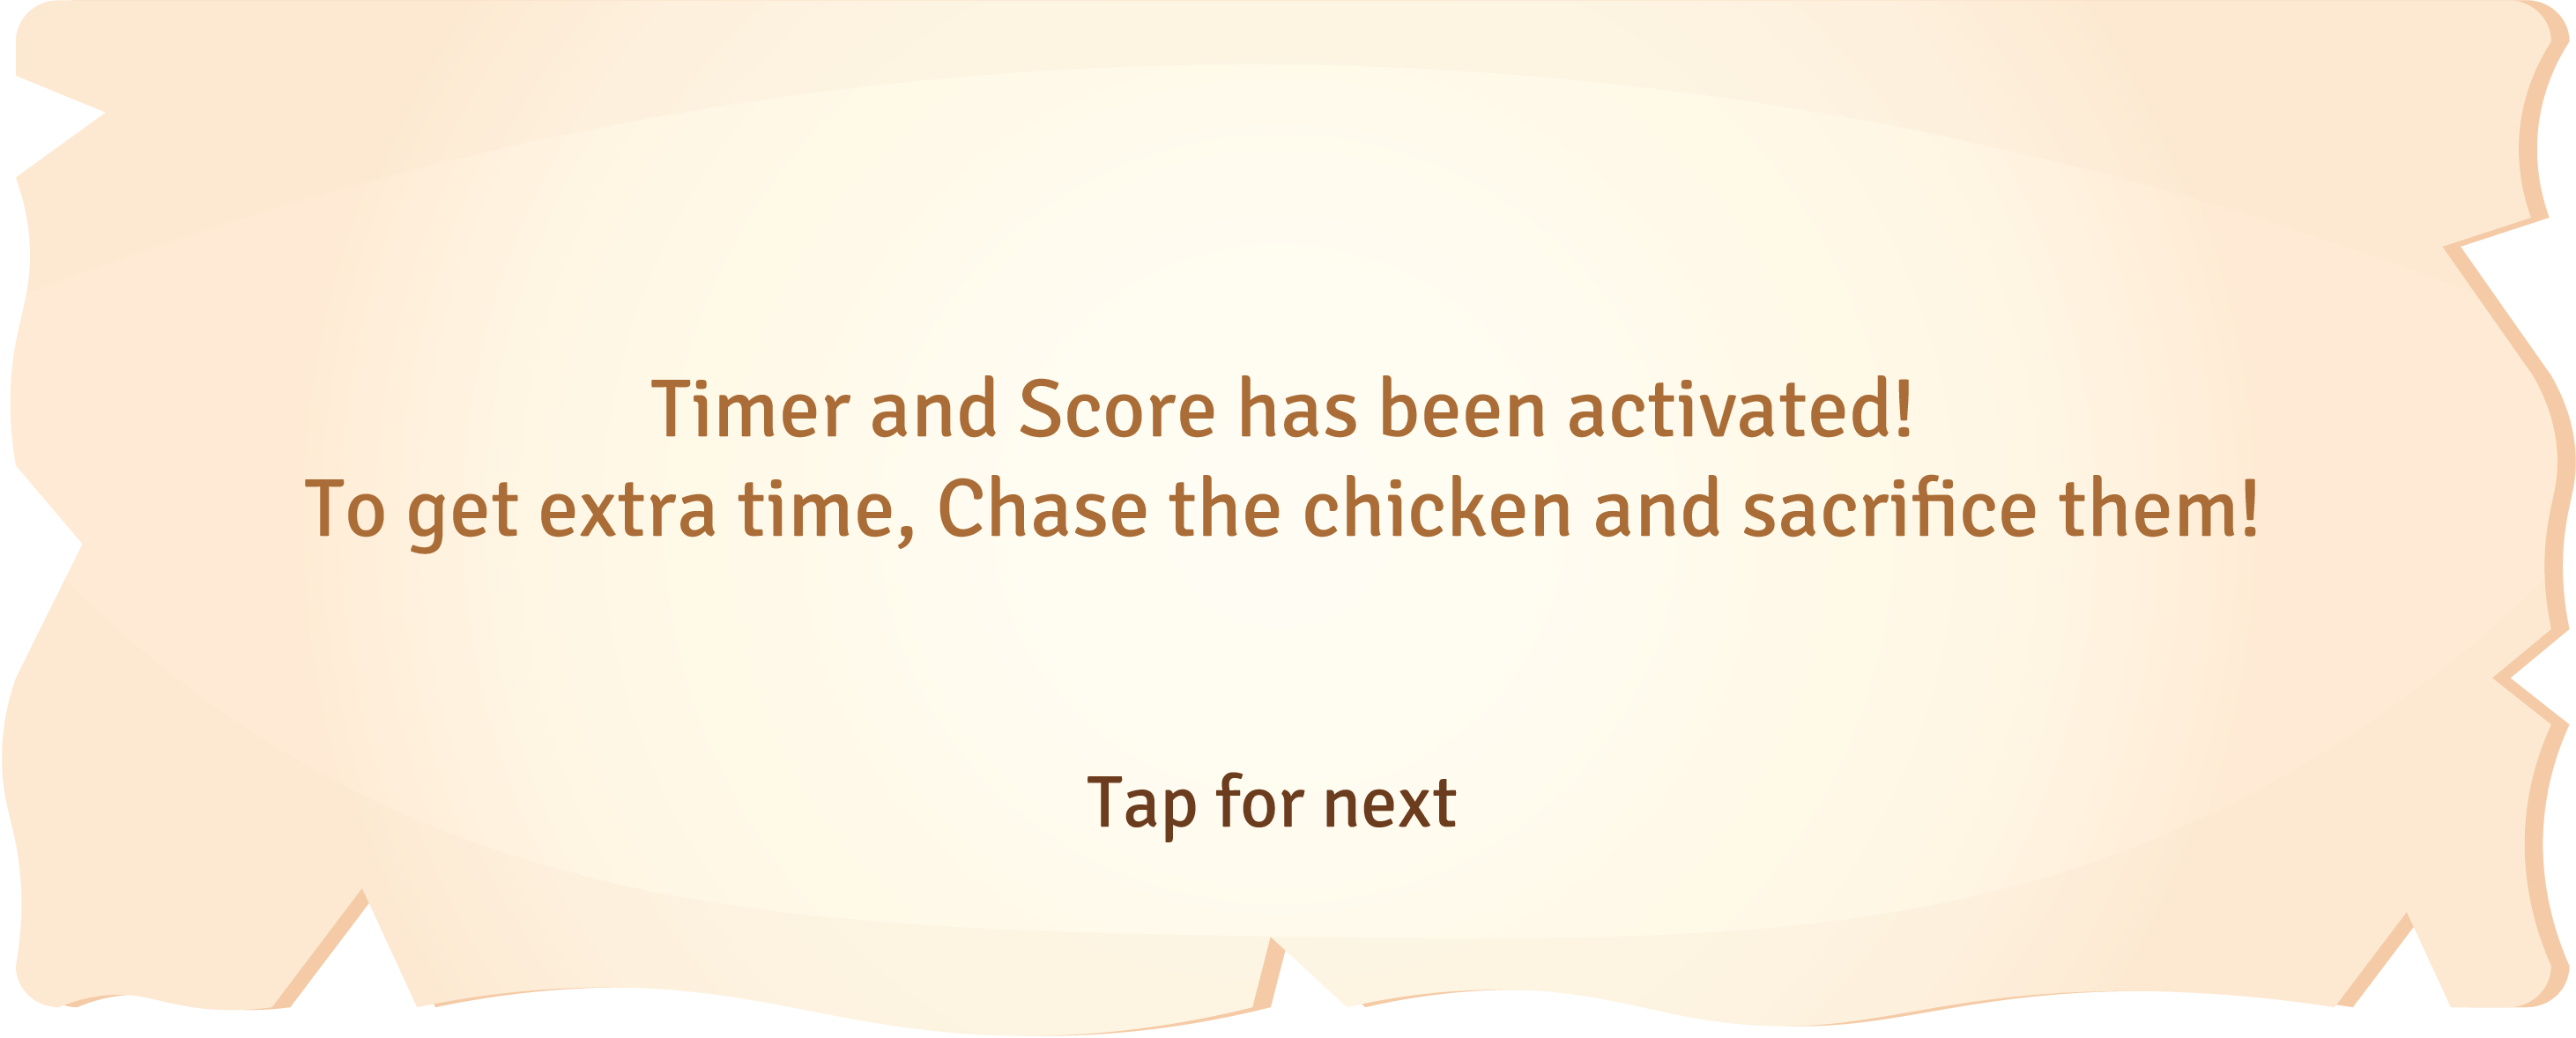 Timer and Score has been activated!
To get extra time, Chase the chicken and sacrifice them!
Tap for next